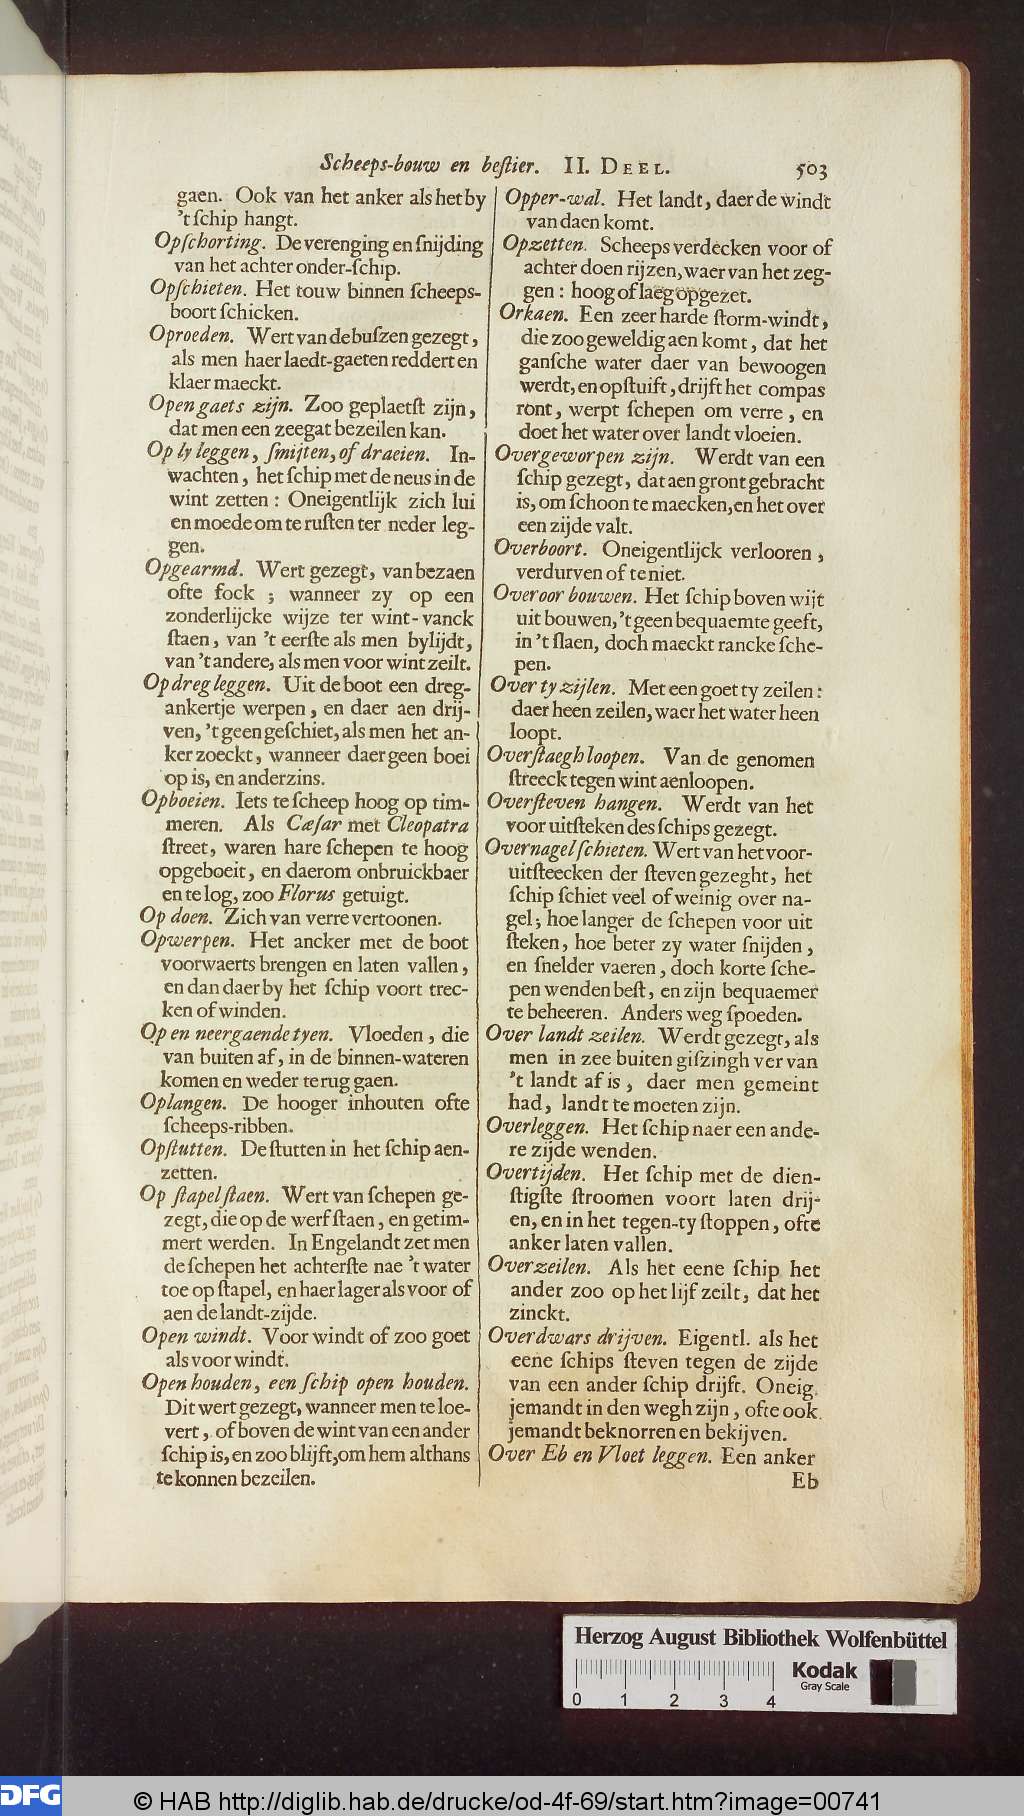 Scheeps-bouw en beſtier. II. DEEL. 503
gaen. Ook van het anker als het by
't ſchip hangt.
Opſchorting. De verenging en ſnijding
van het achter onder-ſchip.
Opſchieten. Het touw binnen ſcheeps-
boort ſchicken.
Oproeden. Wert van de buſzen gezegt,
als men haer laedt-gaeten reddert en
klaer maeckt.
Open gaets zijn. Zoo geplaetſt zijn,
dat men een zeegat bezeilen kan.
Op ly leggen, ſmijten, of draeien. In-
wachten, het ſchip met de neus in de
wint zetten: Oneigentlijk zich lui
en moede om te ruſten ter neder leg-
gen.
Opgearmd. Wert gezegt, van bezaen
ofte fock; wanneer zy op een
zonderlijcke wijze ter wint-vanck
ſtaen, van 't eerſte als men bylijdt,
van 't andere, als men voor wint zeilt.
Op dreg leggen. Uit de boot een dreg-
ankertje werpen, en daer aen drij-
ven, 't geen geſchiet, als men het an-
ker zoeckt, wanneer daer geen boei
op is, en anderzins.
Opboeien. Iets te ſcheep hoog op tim-
meren. Als Cæſar met Cleopatra
ſtreet, waren hare ſchepen te hoog
opgeboeit, en daerom onbruickbaer
en te log, zoo Florus getuigt.
Op doen. Zich van verre vertoonen.
Opwerpen. Het ancker met de boot
voorwaerts brengen en laten vallen,
en dan daer by het ſchip voort trec-
ken of winden.
Op en neergaende tyen. Vloeden, die
van buiten af, in de binnen-wateren
komen en weder terug gaen.
Oplangen. De hooger inhouten ofte
ſcheeps-ribben.
Opſtutten. De ſtutten in het ſchip aen-
zetten.
Op ſtapel ſtaen. Wert van ſchepen ge-
zegt, die op de werf ſtaen, en getim-
mert werden. In Engelandt zet men
de ſchepen het achterſte nae 't water
toe op ſtapel, en haer lager als voor of
aen de landt-zijde.
Open windt. Voor windt of zoo goet
als voor windt.
Open houden, een ſchip open houden.
Dit wert gezegt, wanneer men te loe-
vert, of boven de wint van een ander
ſchip is, en zoo blijft, om hem althans
te konnen bezeilen.
Opper-wal. Het landt, daer de windt
van daen komt.
Opzetten. Scheeps verdecken voor of
achter doen rijzen, waer van het zeg-
gen: hoog of laeg opgezet.
Orkaen. Een zeer harde ſtorm-windt,
die zoo geweldig aen komt, dat het
ganſche water daer van bewoogen
werdt, en opſtuift, drijft het compas
ront, werpt ſchepen om verre, en
doet het water over landt vloeien.
Overgeworpen zijn. Werdt van een
ſchip gezegt, dat aen gront gebracht
is, om ſchoon te maecken, en het over
een zijde valt.
Overboort. Oneigentlijck verlooren,
verdurven of te niet.
Over oor bouwen. Het ſchip boven wijt
uit bouwen, 't geen bequaemte geeft,
in 't ſlaen, doch maeckt rancke ſche-
pen.
Over ty zijlen. Met een goet ty zeilen:
daer heen zeilen, waer het water heen
loopt.
Overſtaegh loopen. Van de genomen
ſtreeck tegen wint aenloopen.
Overſteven hangen. Werdt van het
voor uitſteken des ſchips gezegt.
Overnagel ſchieten. Wert van het voor-
uitſteecken der ſteven gezeght, het
ſchip ſchiet veel of weinig over na-
gel; hoe langer de ſchepen voor uit
ſteken, hoe beter zy water ſnijden,
en ſnelder vaeren, doch korte ſche-
pen wenden beſt, en zijn bequaemer
te beheeren. Anders weg ſpoeden.
Over landt zeilen. Werdt gezegt, als
men in zee buiten giſzingh ver van
't landt af is, daer men gemeint
had, landt te moeten zijn.
Overleggen. Het ſchip naer een ande-
re zijde wenden.
Overtijden. Het ſchip met de dien-
ſtigſte ſtroomen voort laten drij-
en, en in het tegen-ty ſtoppen, ofte
anker laten vallen.
Overzeilen. Als het eene ſchip het
ander zoo op het lijf zeilt, dat het
zinckt.
Overdwars drijven. Eigentl. als het
eene ſchips ſteven tegen de zijde
van een ander ſchip drijft. Oneig.
jemandt in den wegh zijn, ofte ook
jemandt beknorren en bekijven.
Over Eb en Vloet leggen. Een anker
Eb
Herzog August Bibliothek Wolfenbüttel
0 1 2 3 4
Kodak
Gray Scale
DFG
© HAB http://diglib.hab.de/drucke/od-4f-69/start.htm?image=00741